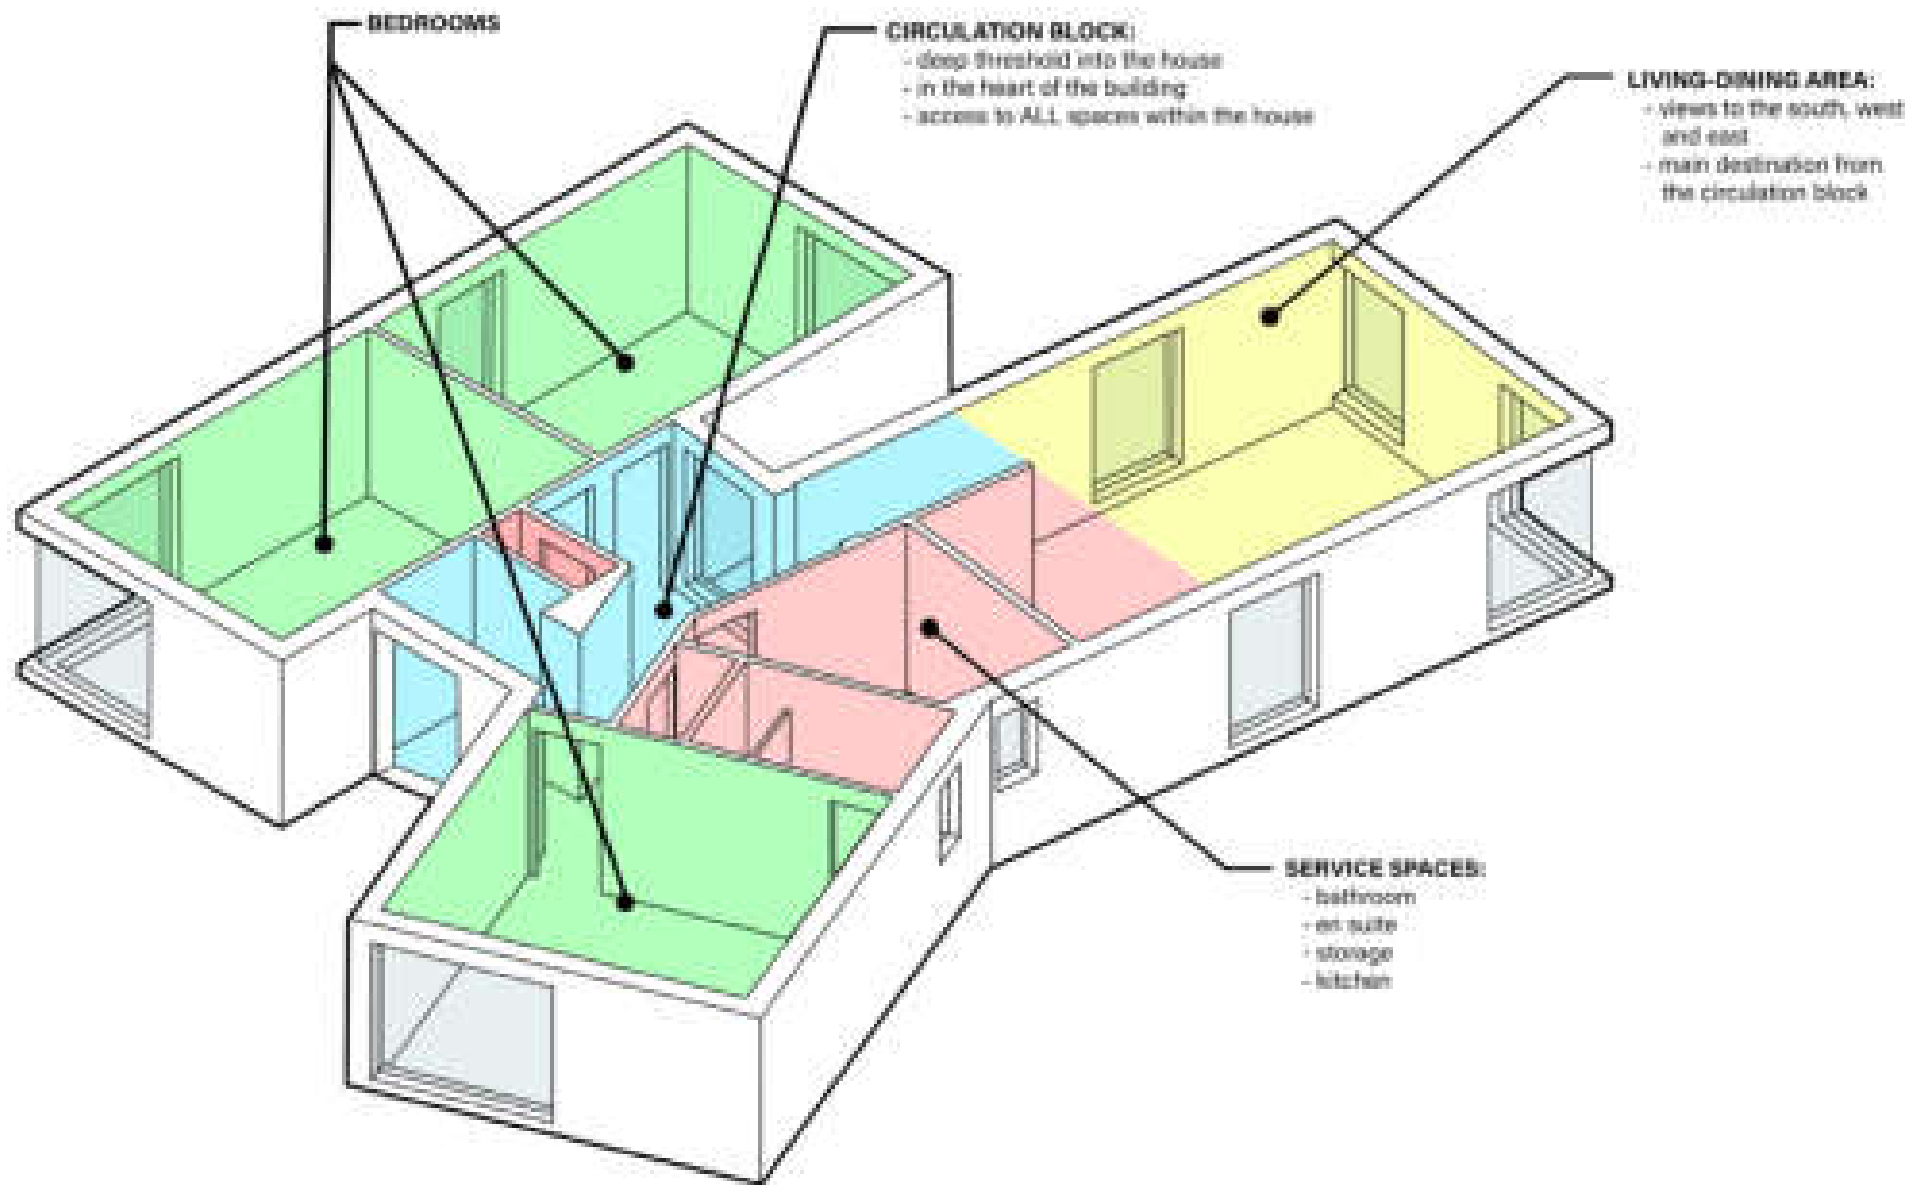 BEDROOMS
CIRCULATION BLOCK:
- deep threshold into the house
- in the heart of the building
- access to ALL spaces within the house
LIVING-DINING AREA:
- views to the south, west
and east
- main destination from
the circulation block
SERVICE SPACES:
- bathroom
- en suite
- storage
- kitchen